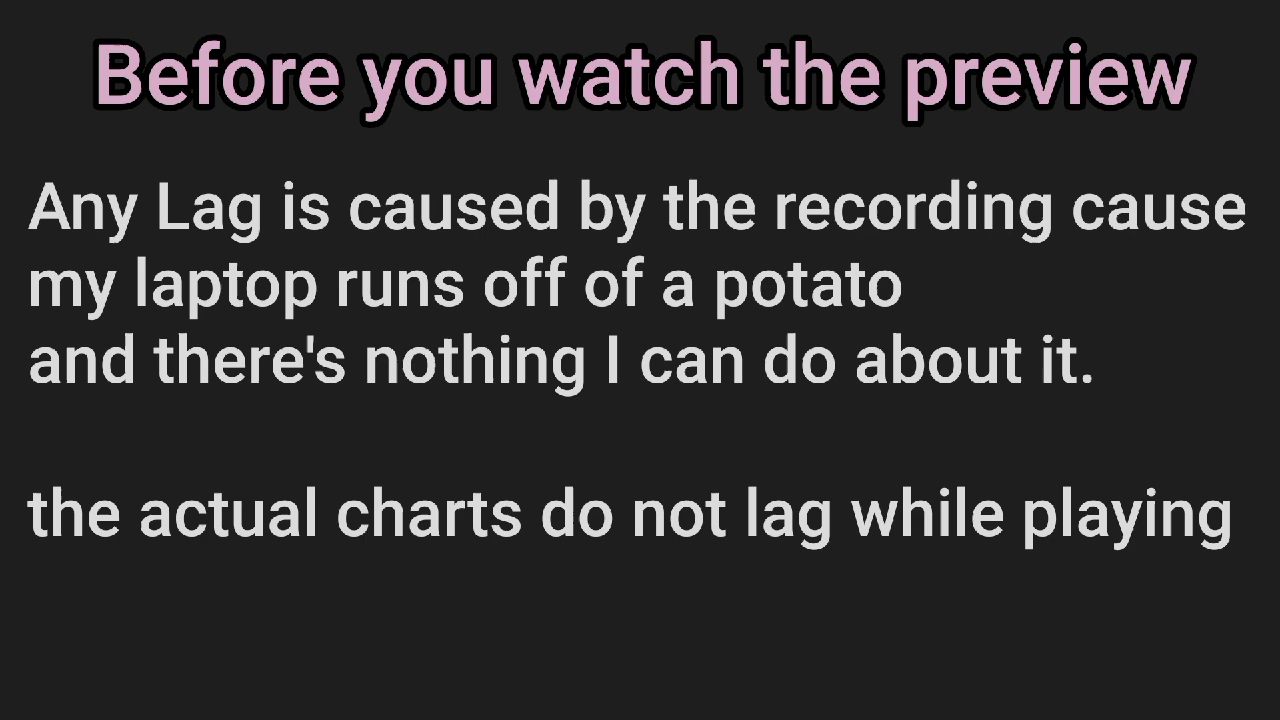 Before you watch the preview
Any Lag is caused by the recording cause
my laptop runs off of a potato
and there's nothing I can do about it.
the actual charts do not lag while playing